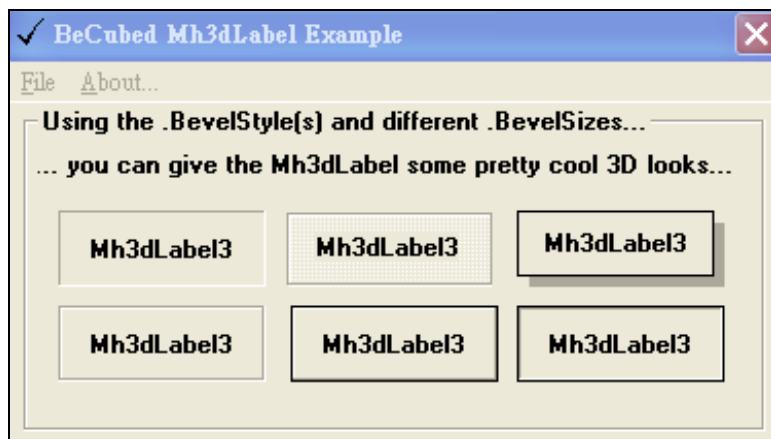 BeCubed Mh3dLabel Example
File About...
Using the .BevelStyle(s) and different .BevelSizes...
... you can give the Mh3dLabel some pretty cool 3D looks...
Mh3dLabel3 Mh3dLabel3 Mh3dLabel3
Mh3dLabel3 Mh3dLabel3 Mh3dLabel3